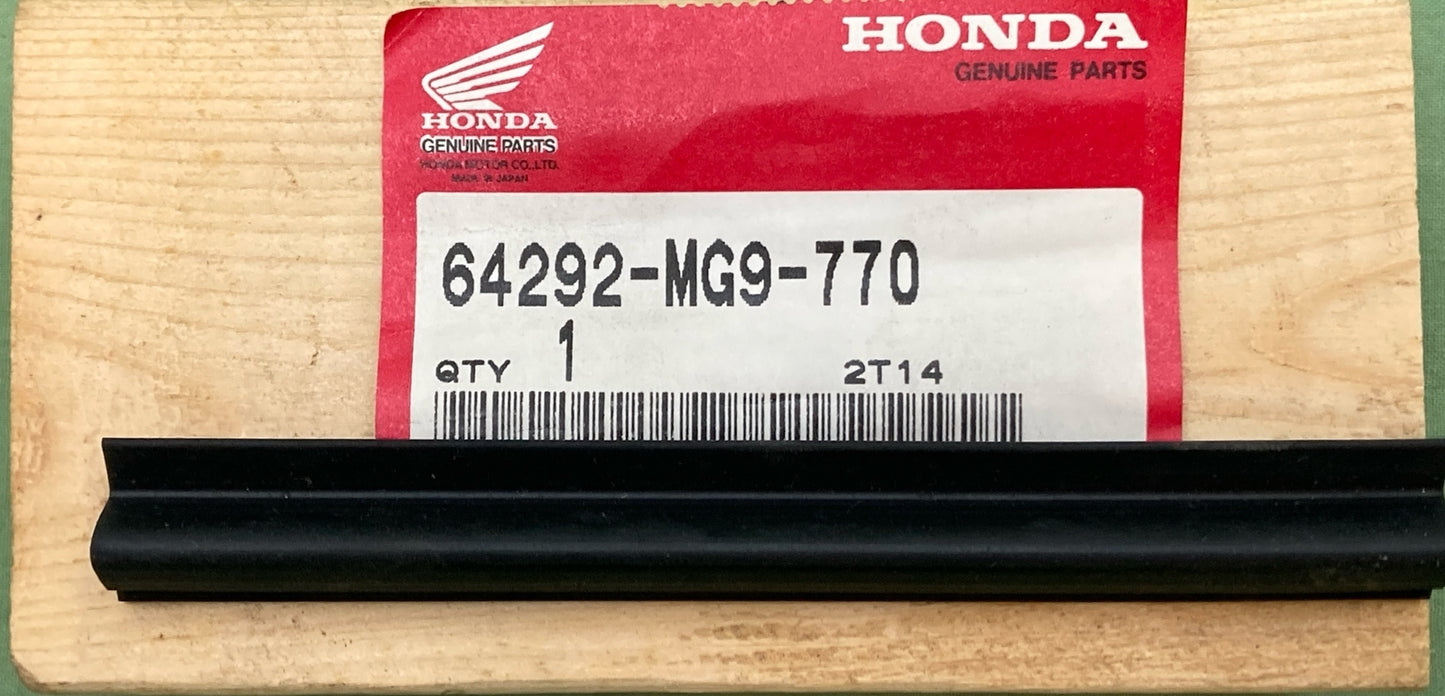 HONDA
GENUINE PARTS
HONDA MOTOR CO.,LTD.
MADE IN JAPAN
HONDA
GENUINE PARTS
64292-MG9-770
QTY 1 2T14